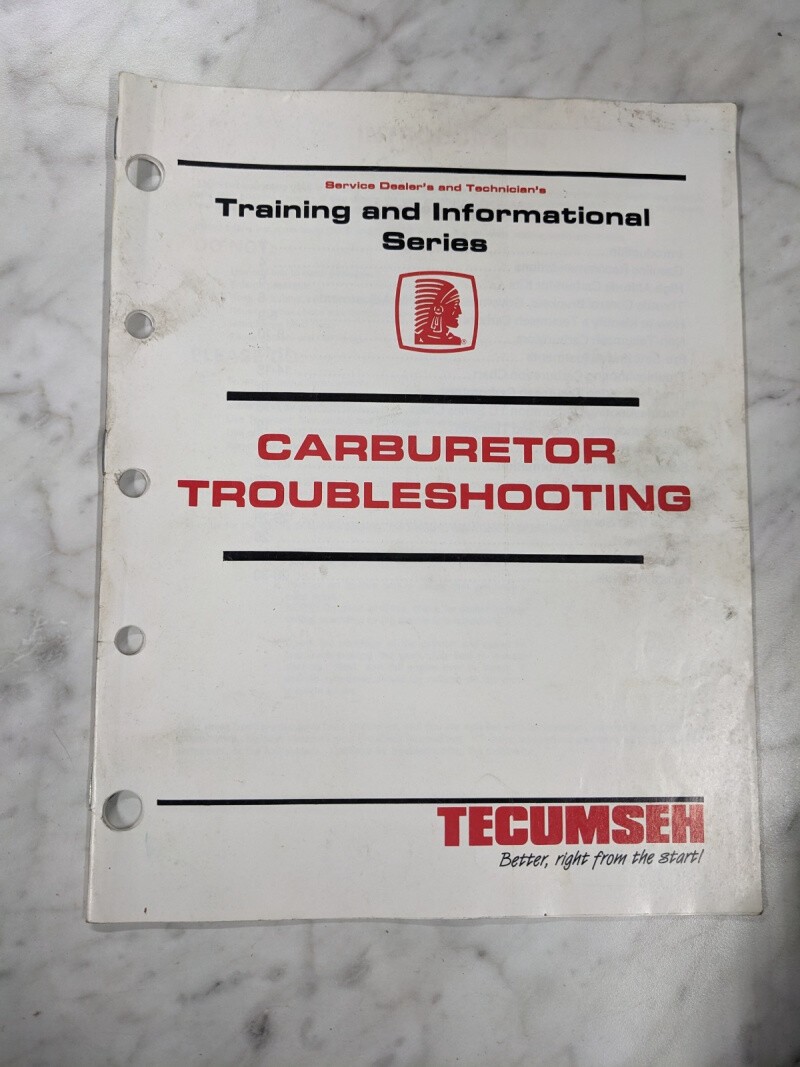 Service Dealer's and Technician's
Training and Informational
Series
®
CARBURETOR
TROUBLESHOOTING
TECUMSEH
Better, right from the start!